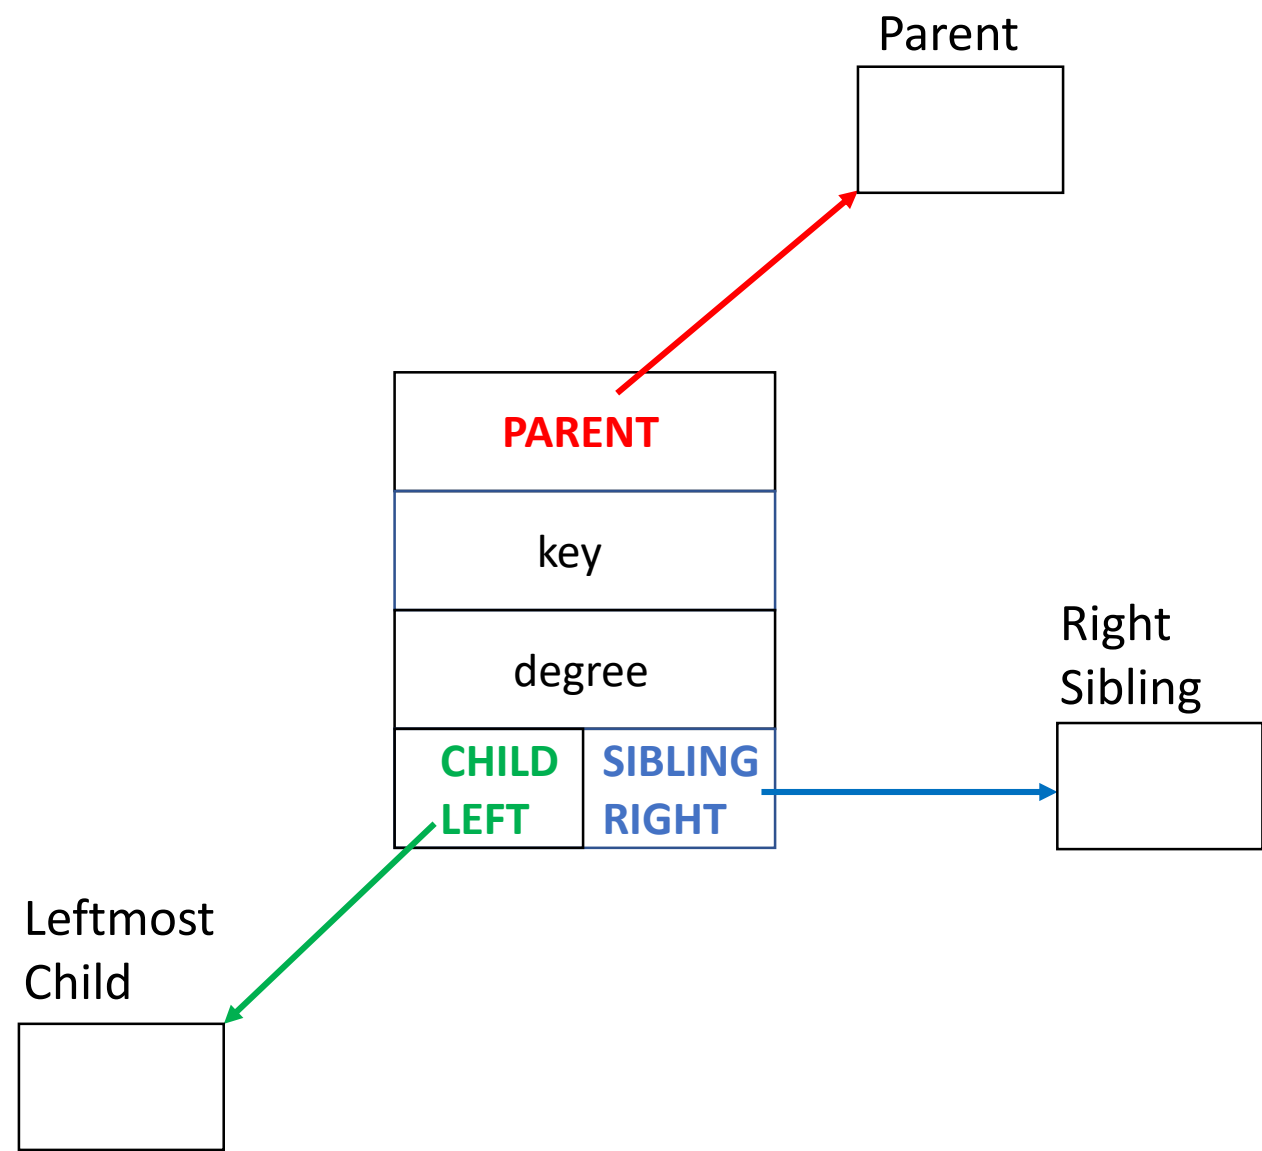 Parent
PARENT
key
degree
Right
Sibling
CHILD
LEFT
SIBLING
RIGHT
Leftmost
Child